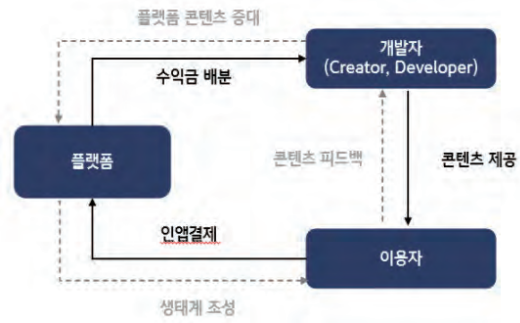 플랫폼 콘텐츠 증대
개발자
(Creator, Developer)
수익금 배분
플랫폼
콘텐츠 피드백
콘텐츠 제공
인앱결제
이용자
생태계 조성